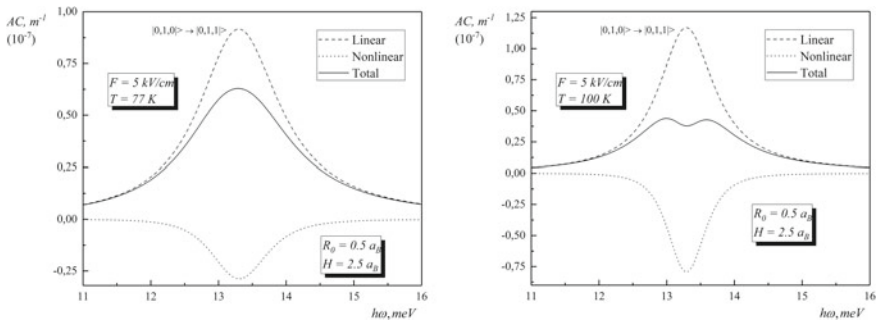 AC, m⁻¹
(10⁻⁷)
|0,1,0|> → |0,1,1|>
Linear
Nonlinear
Total
F = 5 kV/cm
T = 77 K
R₀ = 0.5 a_B
H = 2.5 a_B
1,00
0,75
0,50
0,25
0,00
-0,25
11 12 13 14 15 16
hω, meV
AC, m⁻¹
(10⁻⁷)
|0,1,0|> → |0,1,1|>
Linear
Nonlinear
Total
F = 5 kV/cm
T = 100 K
R₀ = 0.5 a_B
H = 2.5 a_B
1,25
1,00
0,75
0,50
0,25
0,00
-0,25
-0,50
-0,75
11 12 13 14 15 16
hω, meV